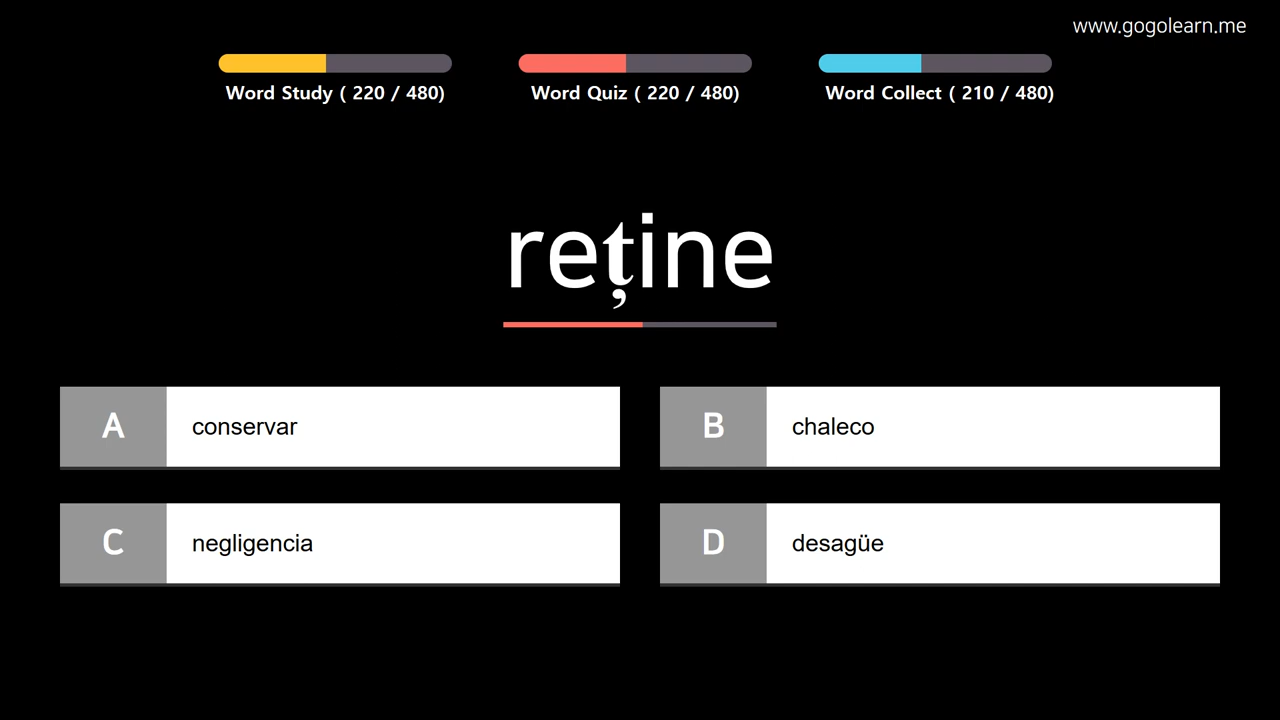 www.gogolearn.me
Word Study ( 220 / 480)
Word Quiz ( 220 / 480)
Word Collect ( 210 / 480)
reține
A conservar
B chaleco
C negligencia
D desagüe